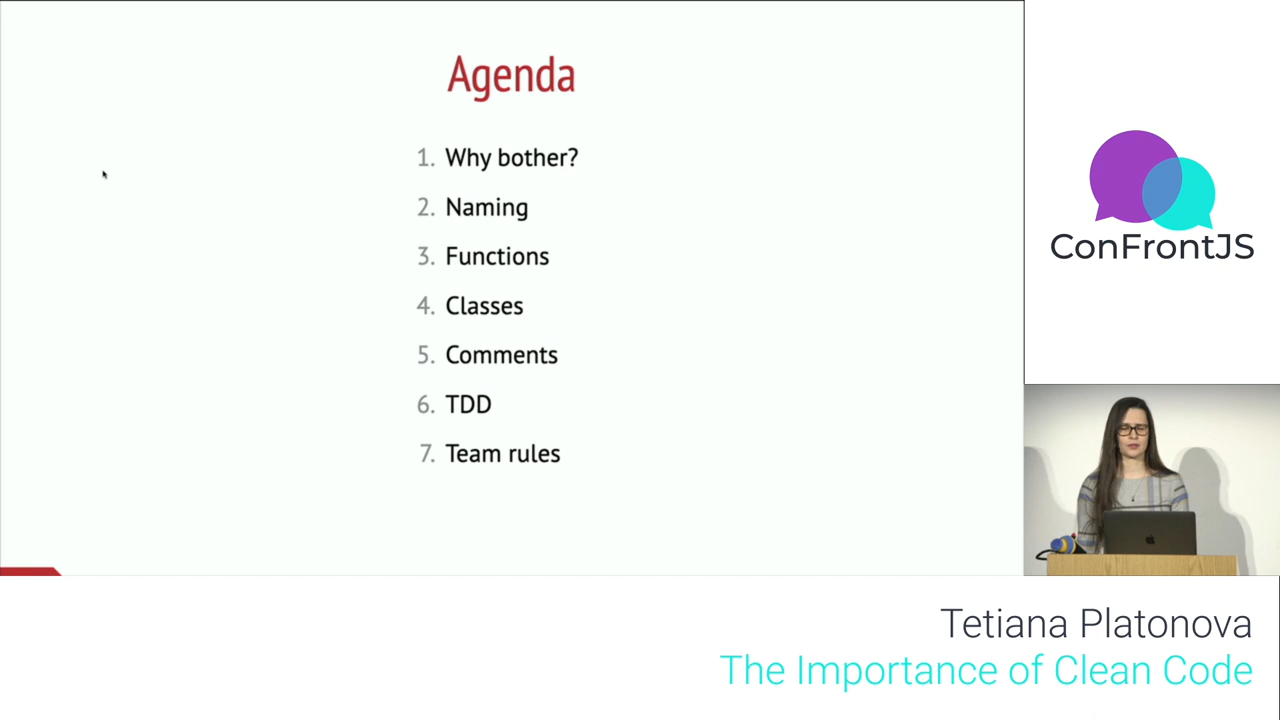 Agenda
1. Why bother?
2. Naming
3. Functions
4. Classes
5. Comments
6. TDD
7. Team rules
ConFrontJS
Tetiana Platonova
The Importance of Clean Code